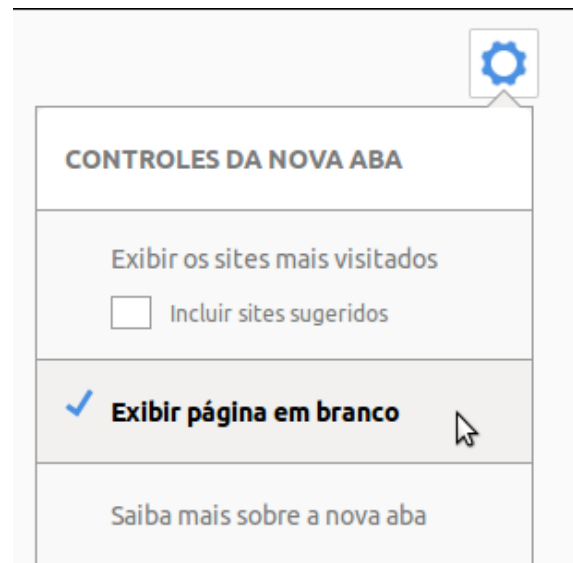 CONTROLES DA NOVA ABA
Exibir os sites mais visitados
Incluir sites sugeridos
Exibir página em branco
Saiba mais sobre a nova aba